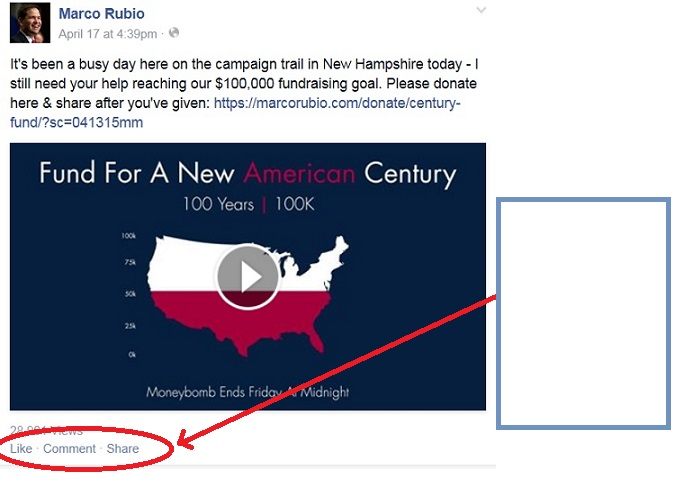 Marco Rubio
April 17 at 4:39pm ·
It's been a busy day here on the campaign trail in New Hampshire today - I
still need your help reaching our $100,000 fundraising goal. Please donate
here & share after you've given: https://marcorubio.com/donate/century-
fund/?sc=041315mm
Fund For A New American Century
100 Years | 100K
100k
75k
50k
25k
0k
Moneybomb Ends Friday At Midnight
Views
Like · Comment · Share